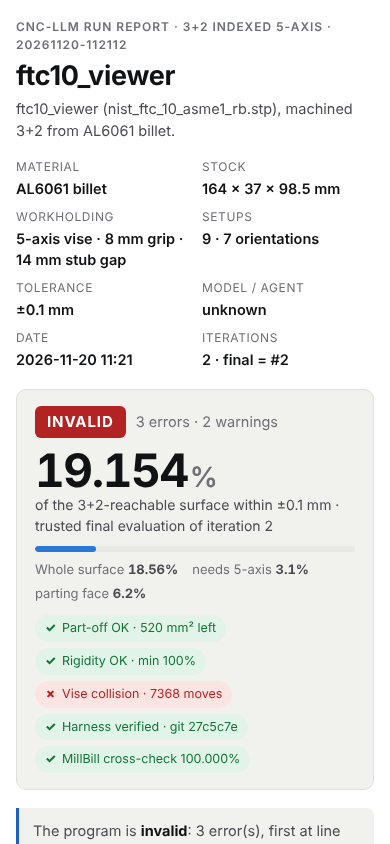 CNC-LLM RUN REPORT · 3+2 INDEXED 5-AXIS ·
20261120-112112
ftc10_viewer
ftc10_viewer (nist_ftc_10_asme1_rb.stp), machined
3+2 from AL6061 billet.
MATERIAL
AL6061 billet
STOCK
164 × 37 × 98.5 mm
WORKHOLDING
5-axis vise · 8 mm grip ·
14 mm stub gap
SETUPS
9 · 7 orientations
TOLERANCE
±0.1 mm
MODEL / AGENT
unknown
DATE
2026-11-20 11:21
ITERATIONS
2 · final = #2
INVALID 3 errors · 2 warnings
19.154%
of the 3+2-reachable surface within ±0.1 mm ·
trusted final evaluation of iteration 2
Whole surface 18.56% needs 5-axis 3.1%
parting face 6.2%
✓ Part-off OK · 520 mm² left
✓ Rigidity OK · min 100%
× Vise collision · 7368 moves
✓ Harness verified · git 27c5c7e
✓ MillBill cross-check 100.000%
The program is invalid: 3 error(s), first at line